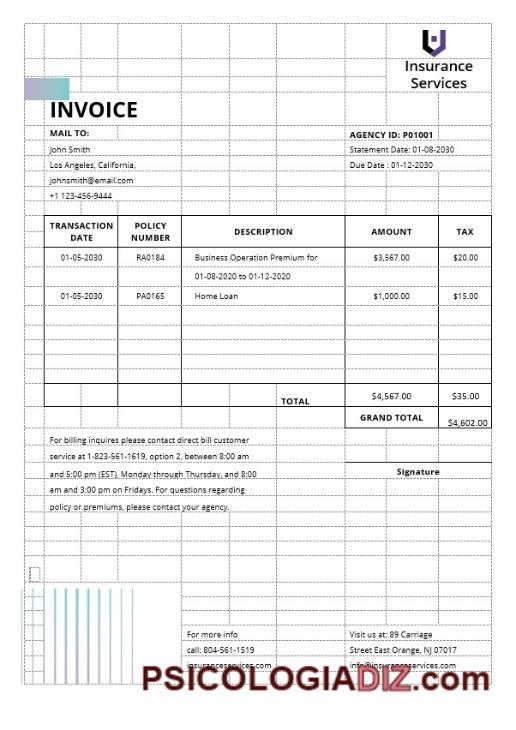 Insurance
Services
INVOICE
MAIL TO:
AGENCY ID: P01001
John Smith
Statement Date: 01-08-2030
Los Angeles, California,
Due Date : 01-12-2030
johnsmith@email.com
+1 123-456-9444
TRANSACTION DATE POLICY NUMBER DESCRIPTION AMOUNT TAX
01-05-2030 RA0184 Business Operation Premium for $3,567.00 $20.00
01-08-2020 to 01-12-2020
01-05-2030 PA0165 Home Loan $1,000.00 $15.00
TOTAL $4,567.00 $35.00
GRAND TOTAL $4,602.00
For billing inquires please contact direct bill customer
service at 1-823-561-1619, option 2, between 8:00 am
and 5:00 pm (EST), Monday through Thursday, and 8:00
am and 3:00 pm on Fridays. For questions regarding
policy or premiums, please contact your agency.
Signature
For more info
call: 804-561-1519
insuranceservices.com
Visit us at: 89 Carriage
Street East Orange, NJ 07017
info@insuranceservices.com
PSICOLOGIADIZ.com